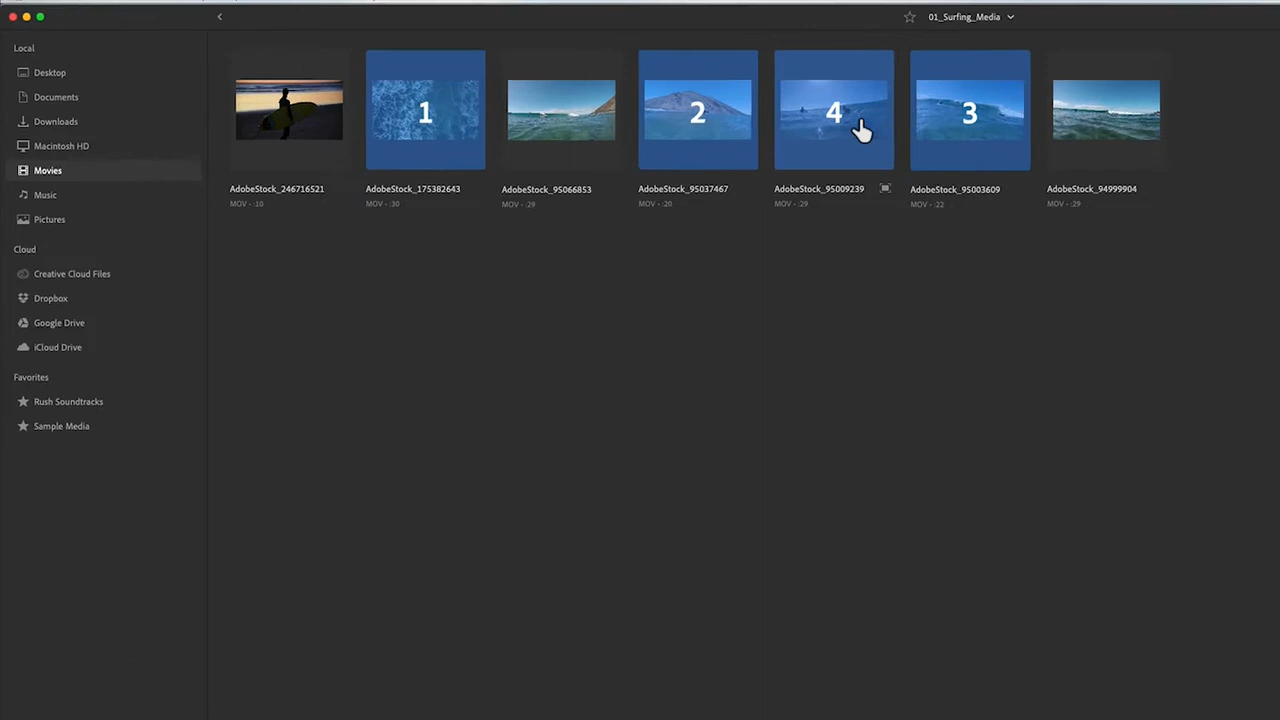 01_Surfing_Media
Local
Desktop
Documents
Downloads
Macintosh HD
Movies
Music
Pictures
Cloud
Creative Cloud Files
Dropbox
Google Drive
iCloud Drive
Favorites
Rush Soundtracks
Sample Media
1 2 4 3
AdobeStock_246716521 AdobeStock_175382643 AdobeStock_95066853 AdobeStock_95037467 AdobeStock_95009239 AdobeStock_95003609 AdobeStock_94999904
MOV - :10 MOV - :30 MOV - :29 MOV - :20 MOV - :29 MOV - :22 MOV - :29